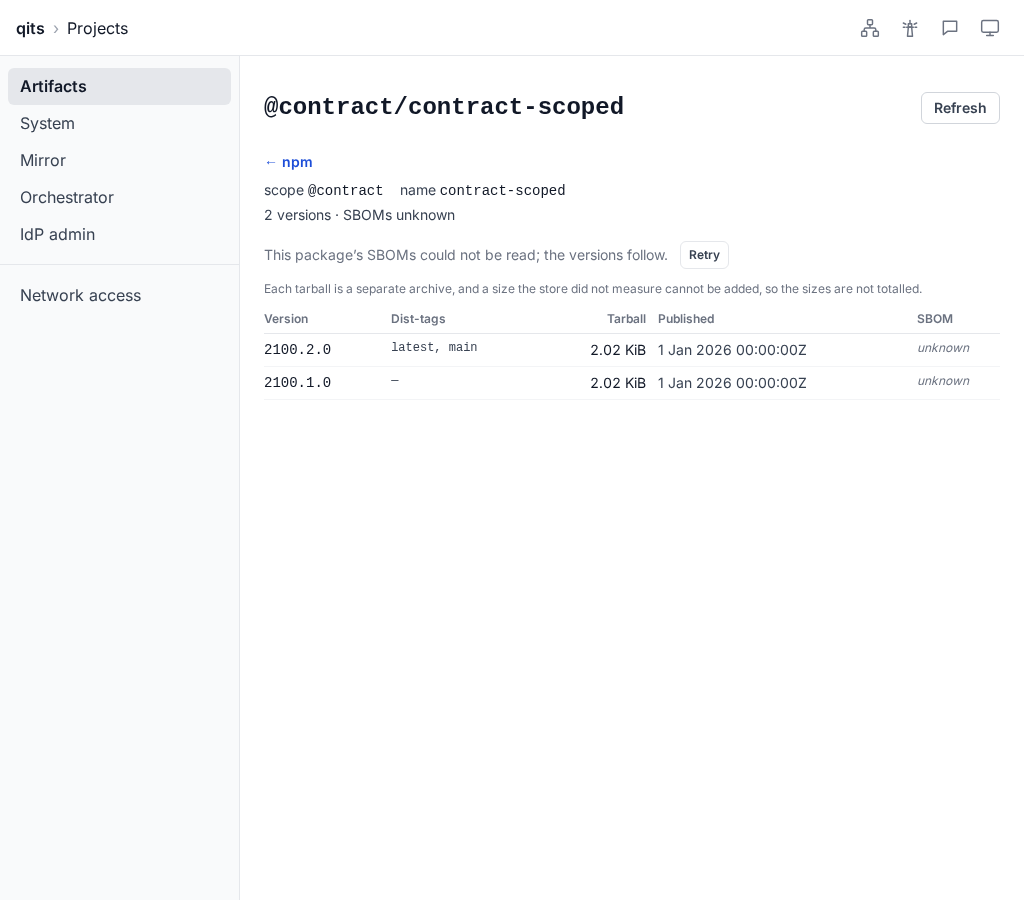 qits › Projects
Artifacts
System
Mirror
Orchestrator
IdP admin
Network access
@contract/contract-scoped
Refresh
← npm
scope @contract name contract-scoped
2 versions · SBOMs unknown
This package’s SBOMs could not be read; the versions follow. Retry
Each tarball is a separate archive, and a size the store did not measure cannot be added, so the sizes are not totalled.
Version Dist-tags Tarball Published SBOM
2100.2.0 latest, main 2.02 KiB 1 Jan 2026 00:00:00Z unknown
2100.1.0 — 2.02 KiB 1 Jan 2026 00:00:00Z unknown